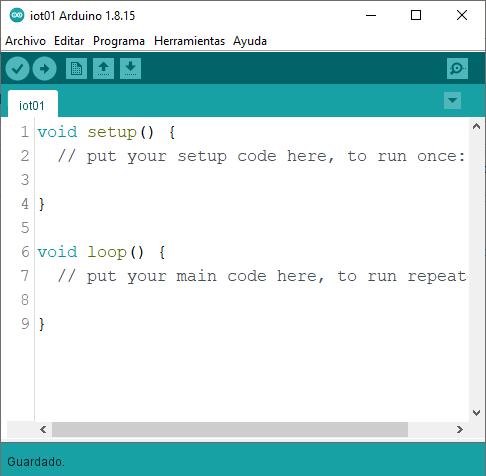 iot01 Arduino 1.8.15
Archivo Editar Programa Herramientas Ayuda
iot01
1 void setup() {
2   // put your setup code here, to run once:
3
4 }
5
6 void loop() {
7   // put your main code here, to run repeat
8
9 }
Guardado.